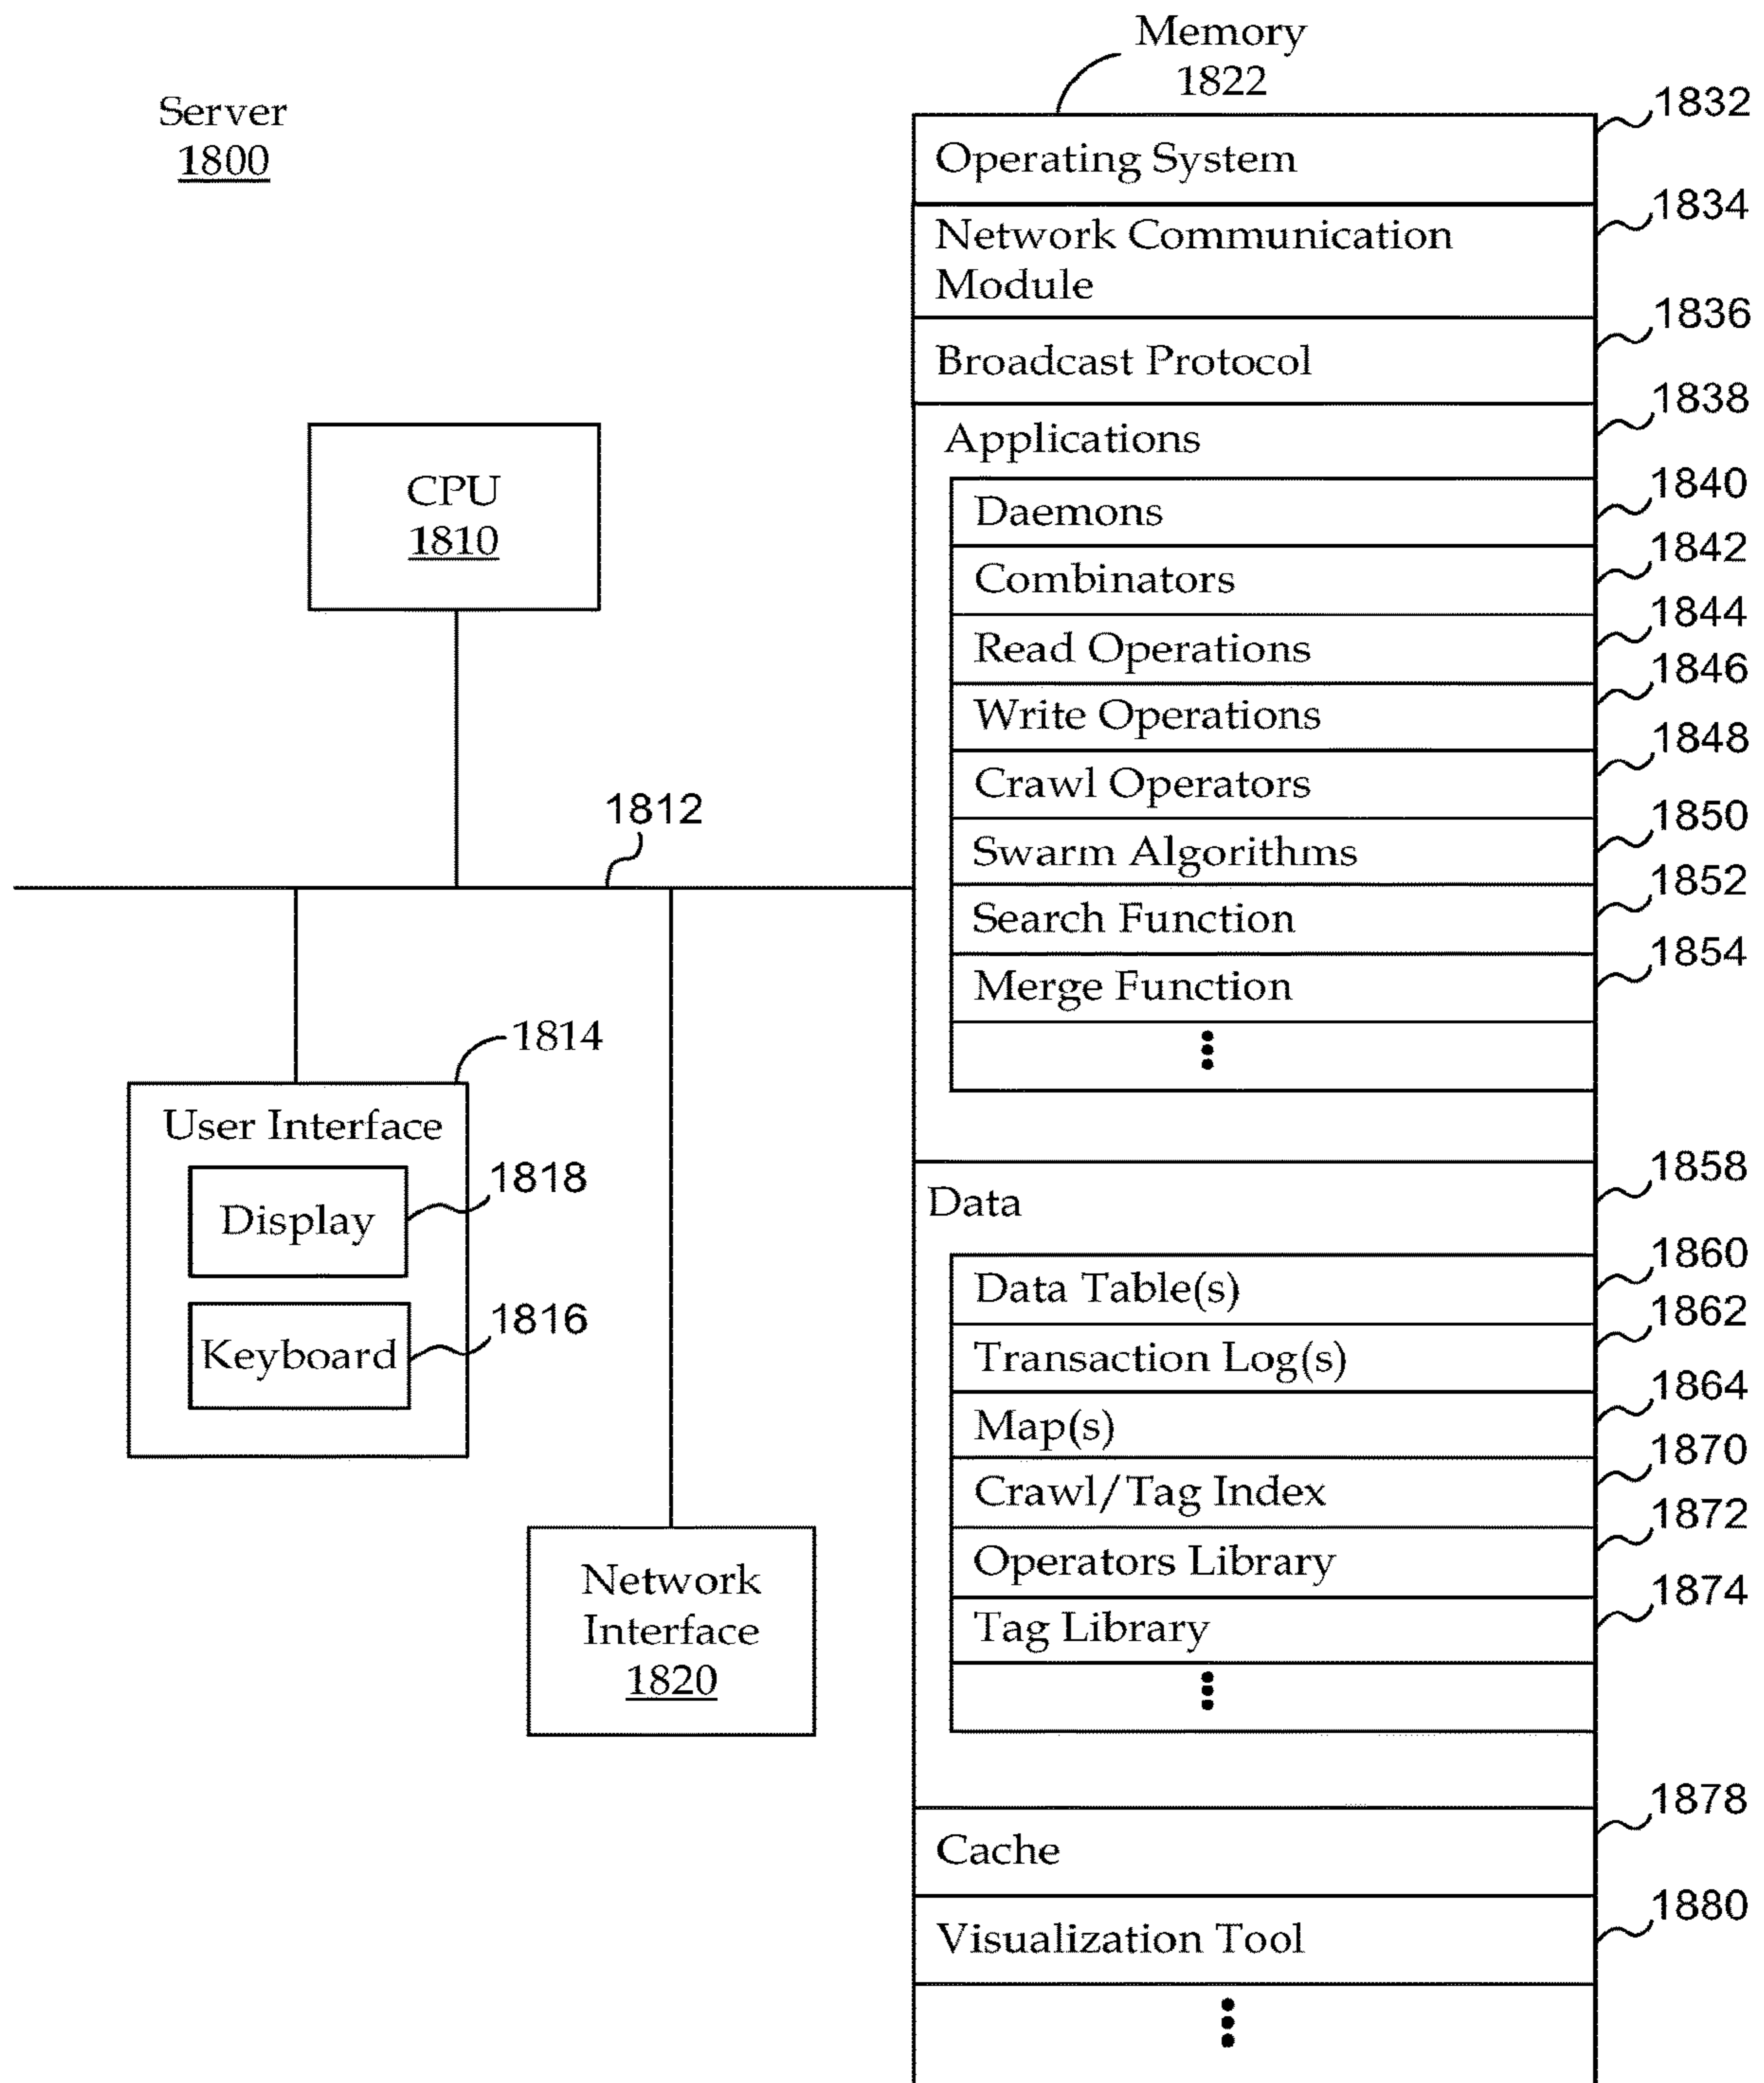 Memory
1822
Server
1800
1832
Operating System
1834
Network Communication
Module
1836
Broadcast Protocol
1838
Applications
1840
Daemons
1842
Combinators
1844
Read Operations
1846
Write Operations
1848
Crawl Operators
1850
Swarm Algorithms
1852
Search Function
1854
Merge Function
CPU
1810
1812
1814
User Interface
1818
Display
1816
Keyboard
Network
Interface
1820
1858
Data
1860
Data Table(s)
1862
Transaction Log(s)
1864
Map(s)
1870
Crawl/Tag Index
1872
Operators Library
1874
Tag Library
1878
Cache
1880
Visualization Tool